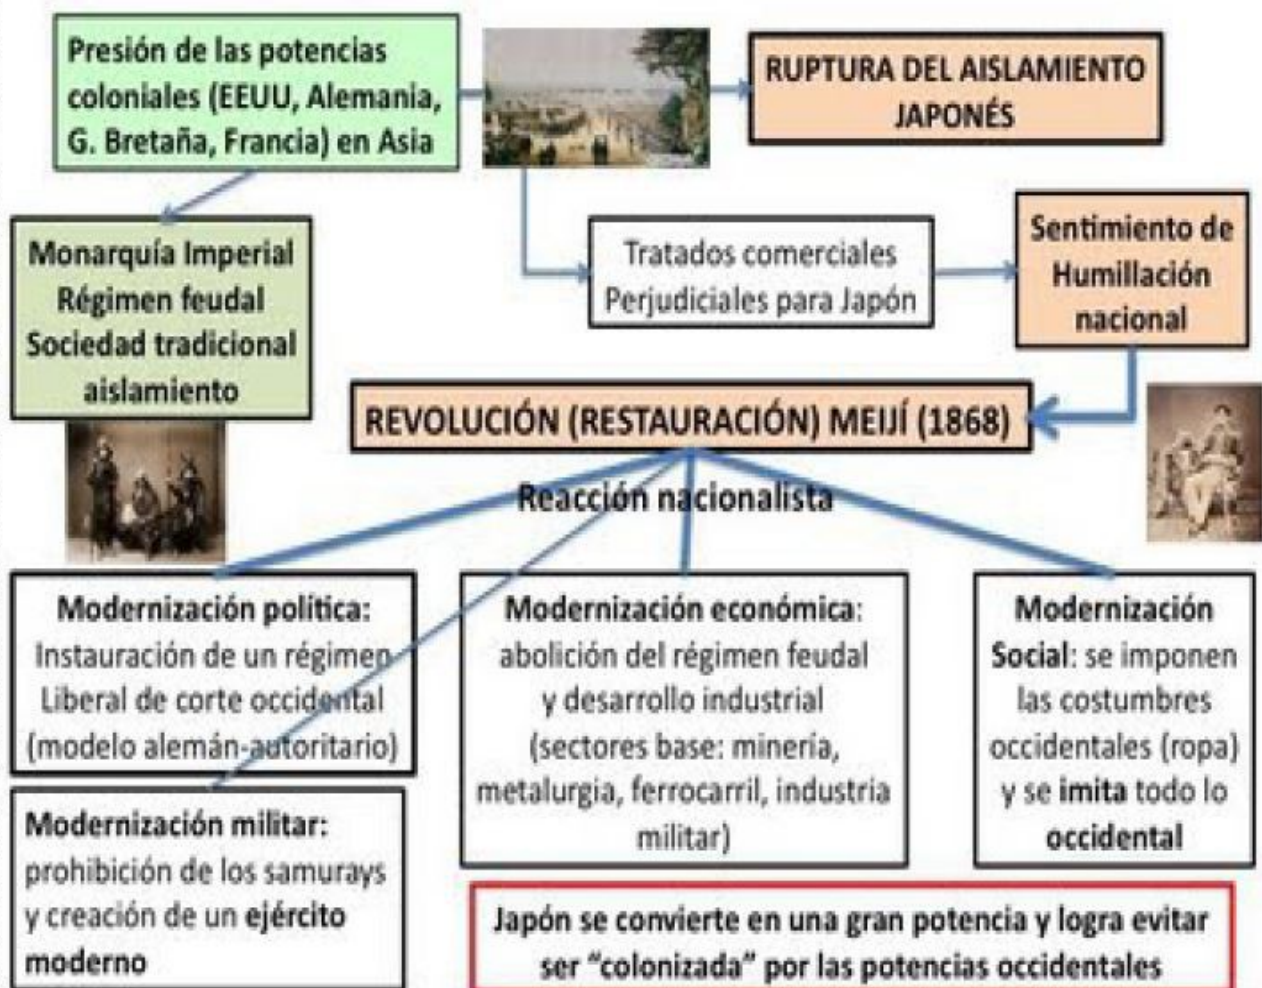 Presión de las potencias
coloniales (EEUU, Alemania,
G. Bretaña, Francia) en Asia
RUPTURA DEL AISLAMIENTO
JAPONÉS
Monarquía Imperial
Régimen feudal
Sociedad tradicional
aislamiento
Tratados comerciales
Perjudiciales para Japón
Sentimiento de
Humillación
nacional
REVOLUCIÓN (RESTAURACIÓN) MEIJÍ (1868)
Reacción nacionalista
Modernización política:
Instauración de un régimen
Liberal de corte occidental
(modelo alemán-autoritario)
Modernización económica:
abolición del régimen feudal
y desarrollo industrial
(sectores base: minería,
metalurgia, ferrocarril, industria
militar)
Modernización
Social: se imponen
las costumbres
occidentales (ropa)
y se imita todo lo
occidental
Modernización militar:
prohibición de los samurays
y creación de un ejército
moderno
Japón se convierte en una gran potencia y logra evitar
ser “colonizada” por las potencias occidentales